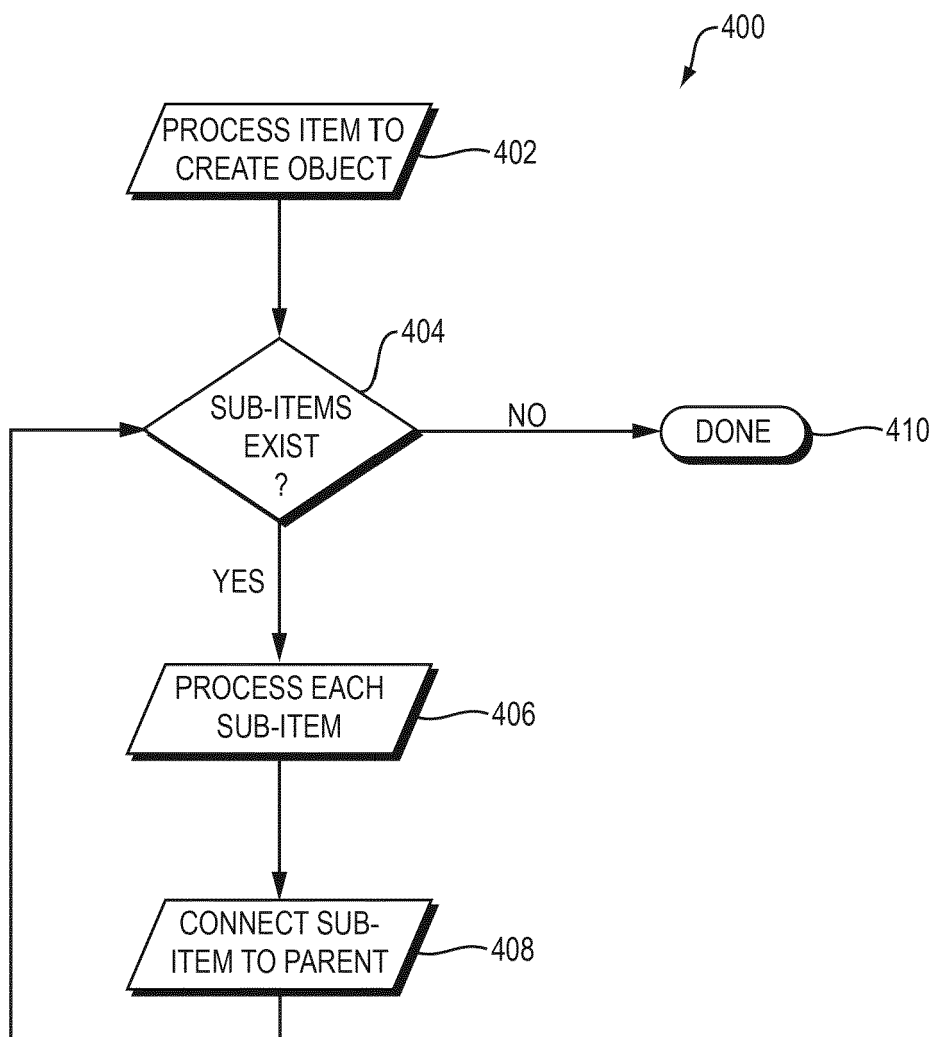 400
PROCESS ITEM TO
CREATE OBJECT
402
404
SUB-ITEMS
EXIST
?
NO
DONE
410
YES
PROCESS EACH
SUB-ITEM
406
CONNECT SUB-
ITEM TO PARENT
408